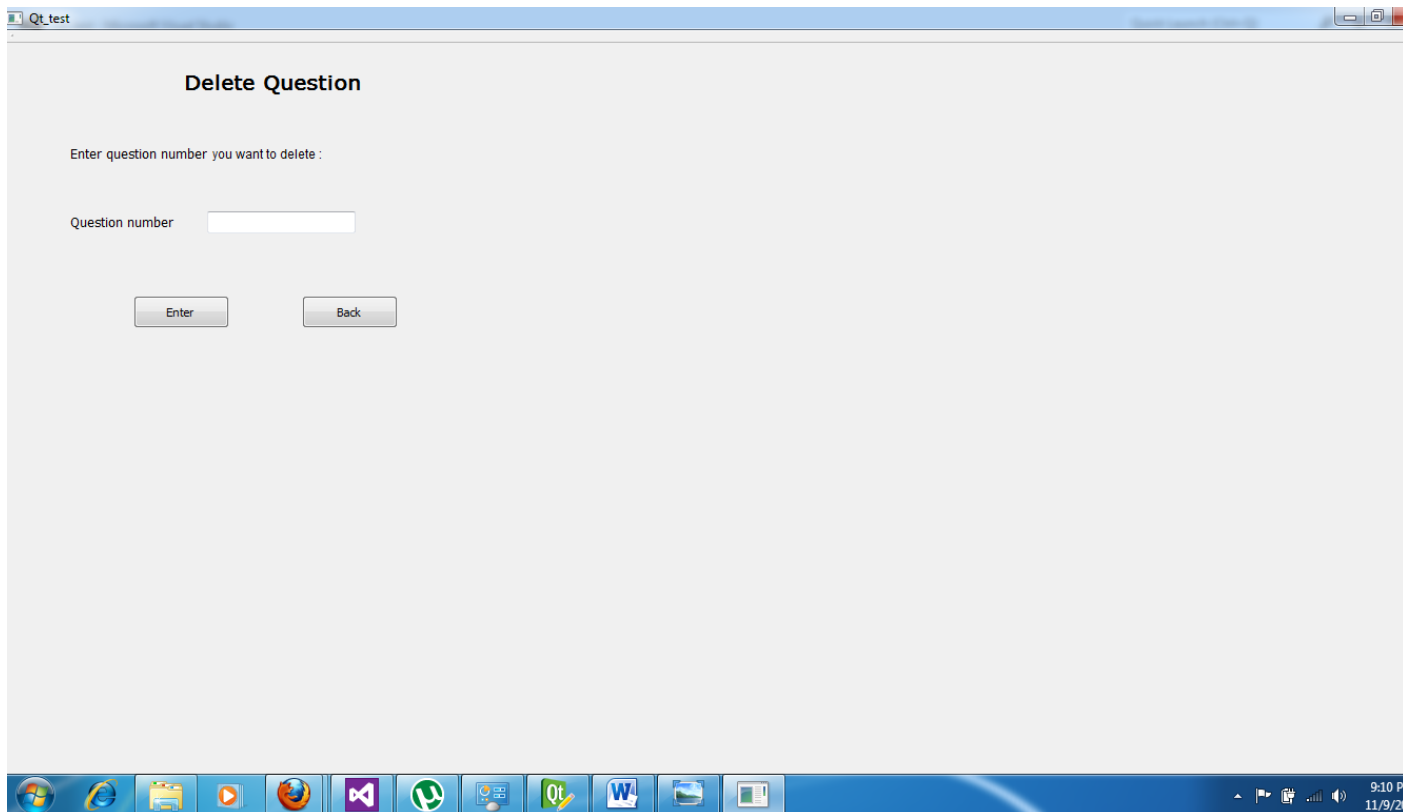 Qt_test
Delete Question
Enter question number you want to delete :
Question number
Enter
Back
Qt
W
9:10 P
11/9/2